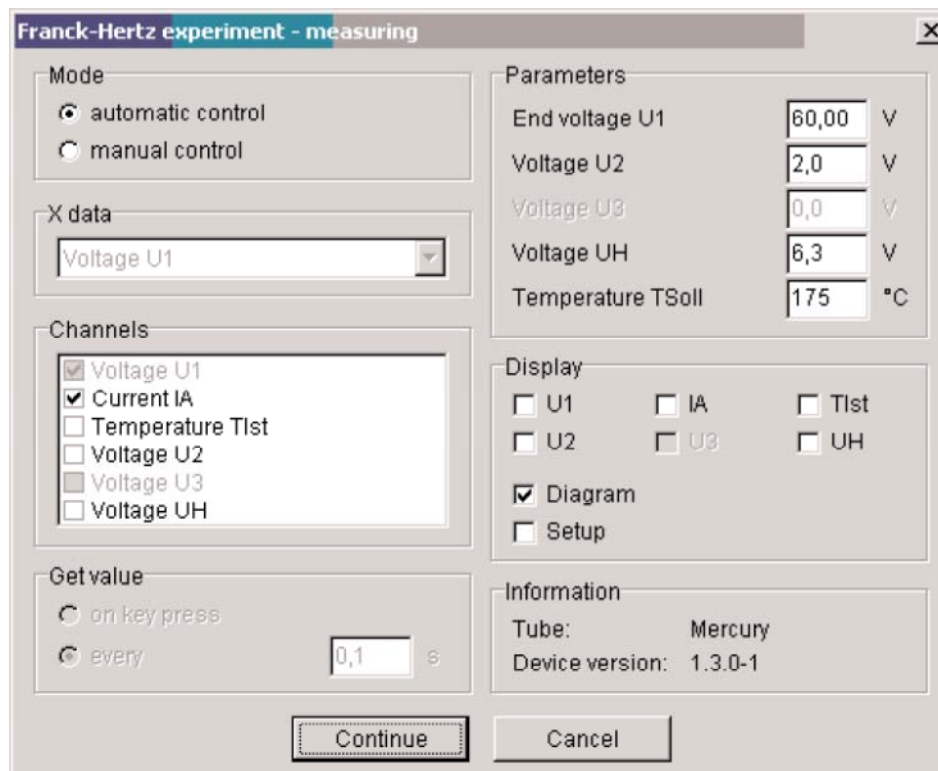 Franck-Hertz experiment - measuring
Mode
automatic control
manual control
X data
Voltage U1
Channels
Voltage U1
Current IA
Temperature TIst
Voltage U2
Voltage U3
Voltage UH
Get value
on key press
every 0,1 s
Parameters
End voltage U1 60,00 V
Voltage U2 2,0 V
Voltage U3 0,0 V
Voltage UH 6,3 V
Temperature TSoll 175 °C
Display
U1 IA TIst
U2 U3 UH
Diagram
Setup
Information
Tube: Mercury
Device version: 1.3.0-1
Continue Cancel